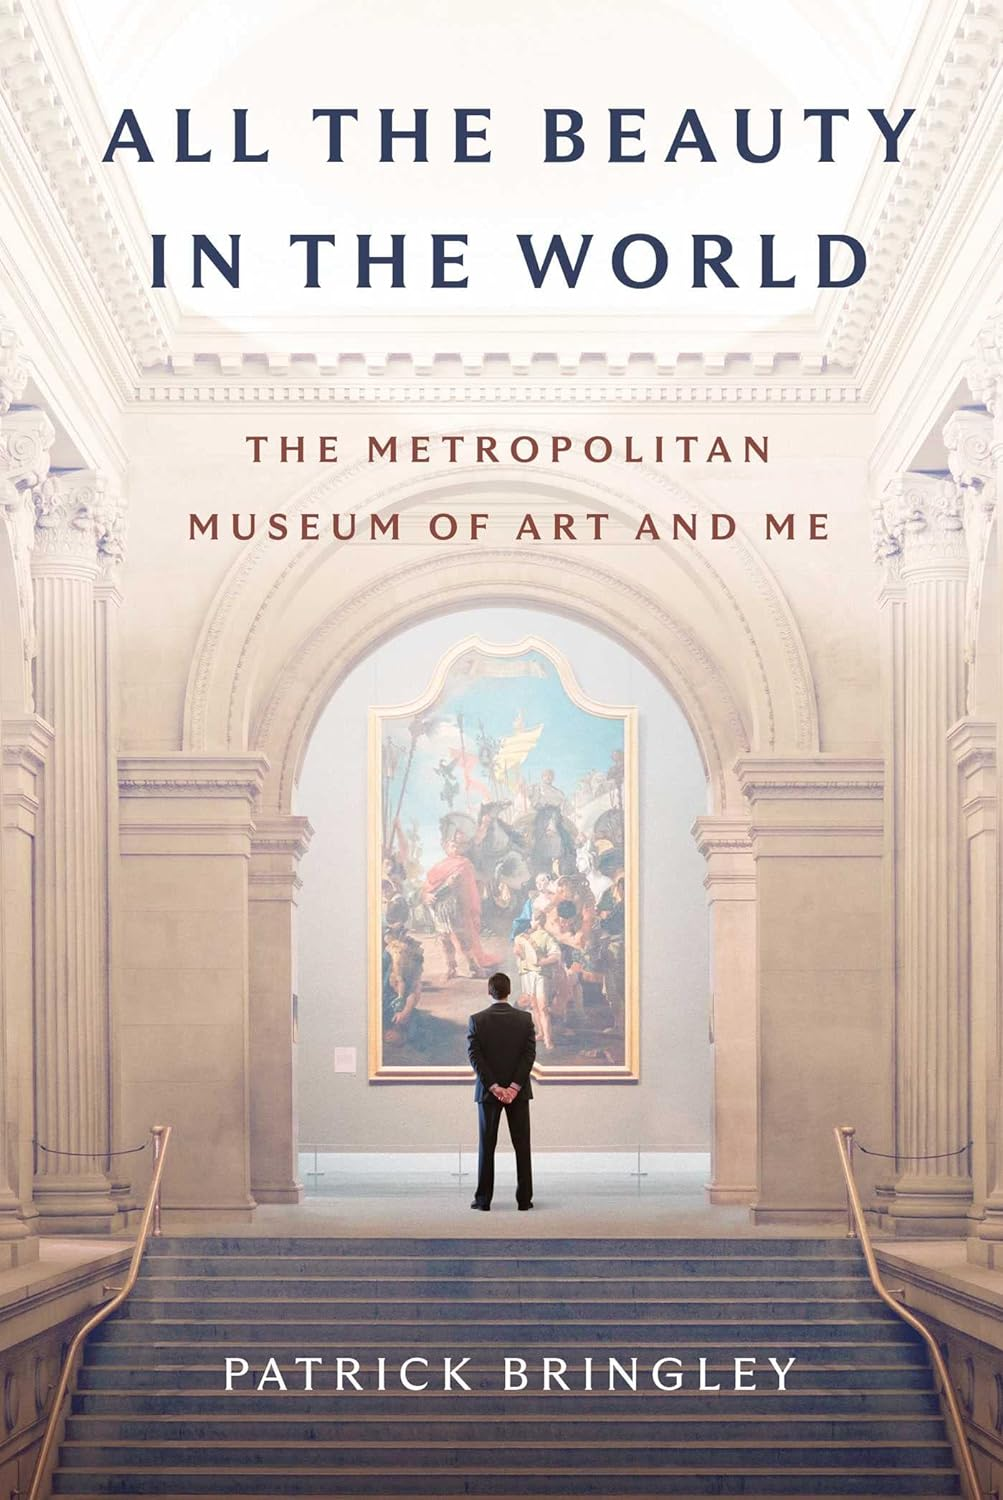 ALL THE BEAUTY
IN THE WORLD
THE METROPOLITAN
MUSEUM OF ART AND ME
PATRICK BRINGLEY